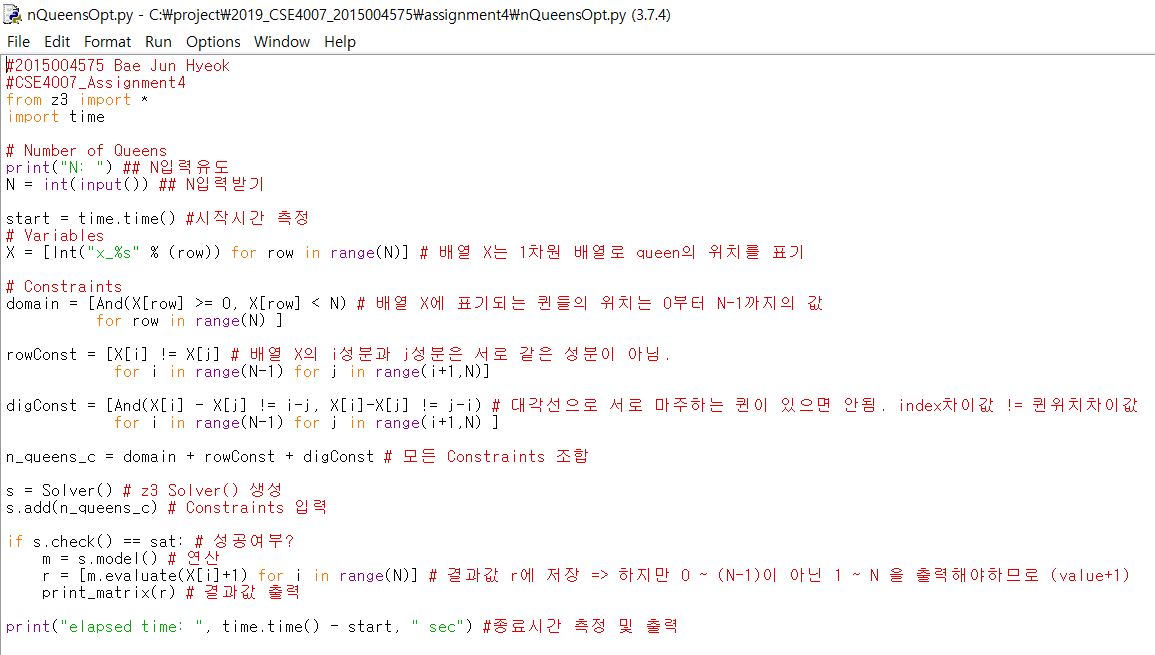 nQueensOpt.py - C:\project\2019_CSE4007_2015004575\assignment4\nQueensOpt.py (3.7.4)
File Edit Format Run Options Window Help
#2015004575 Bae Jun Hyeok
#CSE4007_Assignment4
from z3 import *
import time

# Number of Queens
print("N: ") ## N입력유도
N = int(input()) ## N입력받기

start = time.time() #시작시간 측정
# Variables
X = [Int("x_%s" % (row)) for row in range(N)] # 배열 X는 1차원 배열로 queen의 위치를 표기

# Constraints
domain = [And(X[row] >= 0, X[row] < N) # 배열 X에 표기되는 퀸들의 위치는 0부터 N-1까지의 값
          for row in range(N) ]

rowConst = [X[i] != X[j] # 배열 X의 i성분과 j성분은 서로 같은 성분이 아님.
            for i in range(N-1) for j in range(i+1,N)]

digConst = [And(X[i] - X[j] != i-j, X[i]-X[j] != j-i) # 대각선으로 서로 마주하는 퀸이 있으면 안됨. index차이값 != 퀸위치차이값
            for i in range(N-1) for j in range(i+1,N) ]

n_queens_c = domain + rowConst + digConst # 모든 Constraints 조합

s = Solver() # z3 Solver() 생성
s.add(n_queens_c) # Constraints 입력

if s.check() == sat: # 성공여부?
    m = s.model() # 연산
    r = [m.evaluate(X[i]+1) for i in range(N)] # 결과값 r에 저장 => 하지만 0 ~ (N-1)이 아닌 1 ~ N 을 출력해야하므로 (value+1)
    print_matrix(r) # 결과값 출력

print("elapsed time: ", time.time() - start, " sec") #종료시간 측정 및 출력